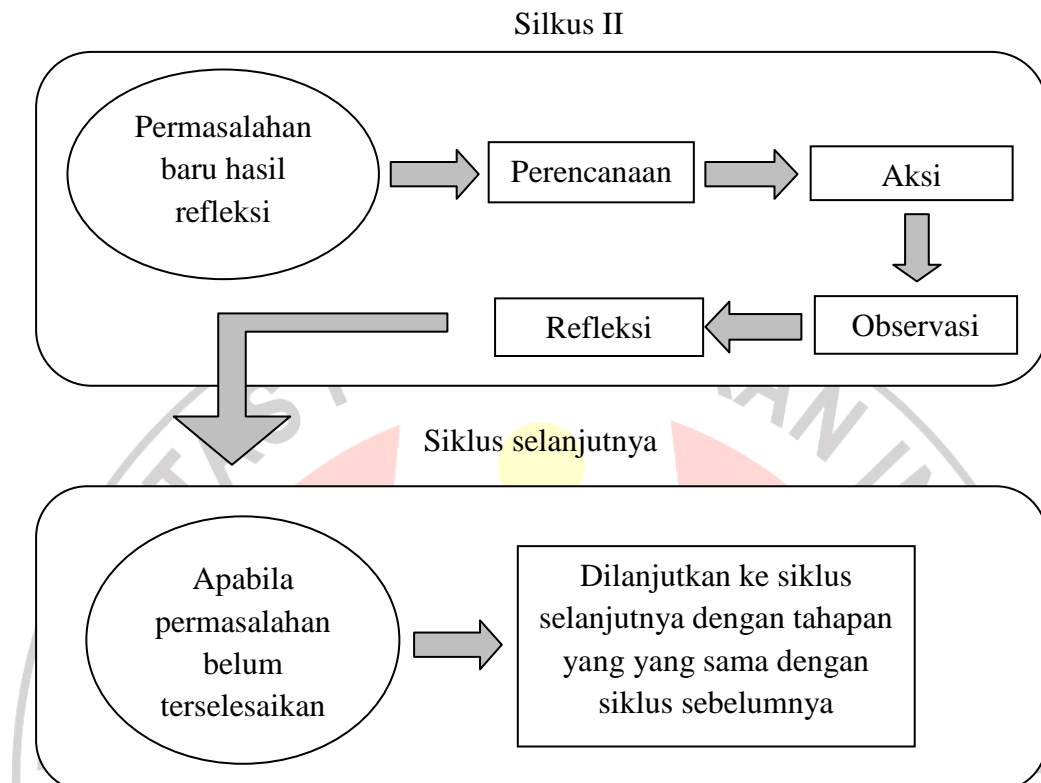 Silkus II
Permasalahan
baru hasil
refleksi
Perencanaan
Aksi
Refleksi
Observasi
Siklus selanjutnya
Apabila
permasalahan
belum
terselesaikan
Dilanjutkan ke siklus
selanjutnya dengan tahapan
yang yang sama dengan
siklus sebelumnya